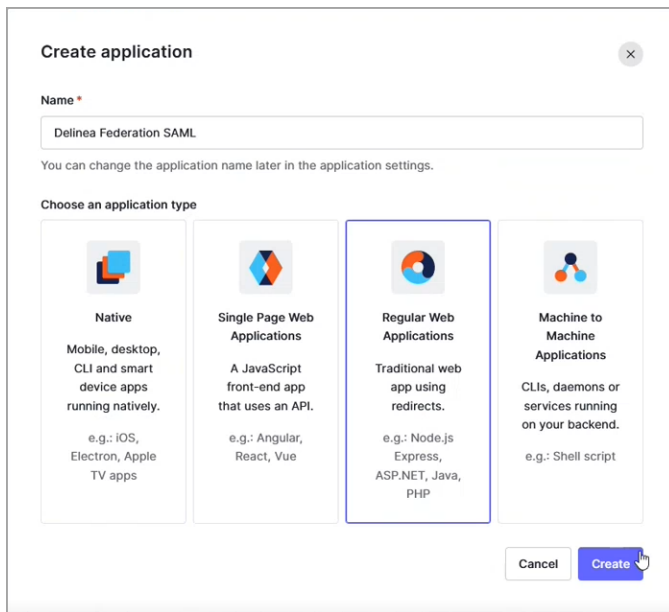 Create application
Name *
Delinea Federation SAML
You can change the application name later in the application settings.
Choose an application type
Native
Mobile, desktop,
CLI and smart
device apps
running natively.
e.g.: iOS,
Electron, Apple
TV apps
Single Page Web
Applications
A JavaScript
front-end app
that uses an API.
e.g.: Angular,
React, Vue
Regular Web
Applications
Traditional web
app using
redirects.
e.g.: Node.js
Express,
ASP.NET, Java,
PHP
Machine to
Machine
Applications
CLIs, daemons or
services running
on your backend.
e.g.: Shell script
Cancel
Create